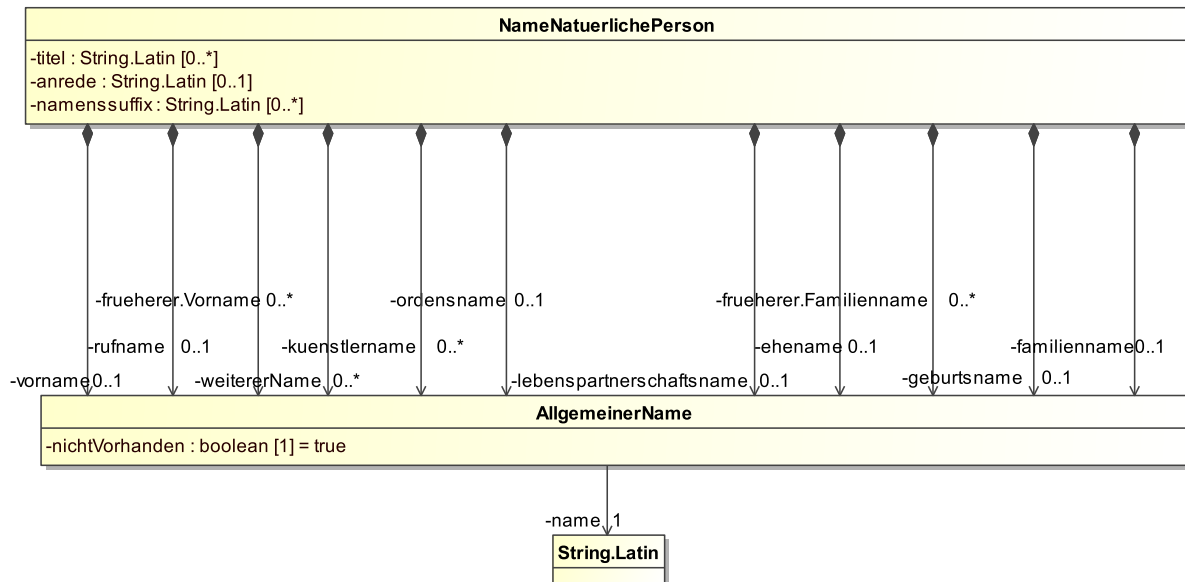 NameNatuerlichePerson
-titel : String.Latin [0..*]
-anrede : String.Latin [0..1]
-namenssuffix : String.Latin [0..*]
-frueherer.Vorname 0..*
-ordensname 0..1
-frueherer.Familienname 0..*
-rufname 0..1
-kuenstlername 0..*
-ehename 0..1
-familienname 0..1
-vorname 0..1
-weitererName 0..*
-lebenspartnerschaftsname 0..1
-geburtsname 0..1
AllgemeinerName
-nichtVorhanden : boolean [1] = true
-name 1
String.Latin